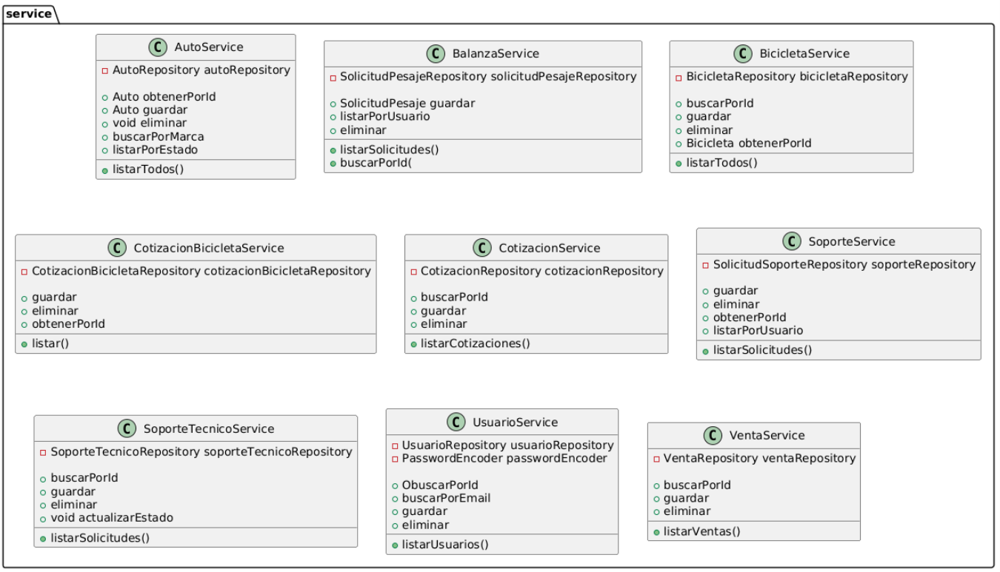 service
C AutoService
AutoRepository autoRepository
Auto obtenerPorId
Auto guardar
void eliminar
buscarPorMarca
listarPorEstado
listarTodos()
C BalanzaService
SolicitudPesajeRepository solicitudPesajeRepository
SolicitudPesaje guardar
listarPorUsuario
eliminar
listarSolicitudes()
buscarPorId(
C BicicletaService
BicicletaRepository bicicletaRepository
buscarPorId
guardar
eliminar
Bicicleta obtenerPorId
listarTodos()
C CotizacionBicicletaService
CotizacionBicicletaRepository cotizacionBicicletaRepository
guardar
eliminar
obtenerPorId
listar()
C CotizacionService
CotizacionRepository cotizacionRepository
buscarPorId
guardar
eliminar
listarCotizaciones()
C SoporteService
SolicitudSoporteRepository soporteRepository
guardar
eliminar
obtenerPorId
listarPorUsuario
listarSolicitudes()
C SoporteTecnicoService
SoporteTecnicoRepository soporteTecnicoRepository
buscarPorId
guardar
eliminar
void actualizarEstado
listarSolicitudes()
C UsuarioService
UsuarioRepository usuarioRepository
PasswordEncoder passwordEncoder
ObuscarPorId
buscarPorEmail
guardar
eliminar
listarUsuarios()
C VentaService
VentaRepository ventaRepository
buscarPorId
guardar
eliminar
listarVentas()